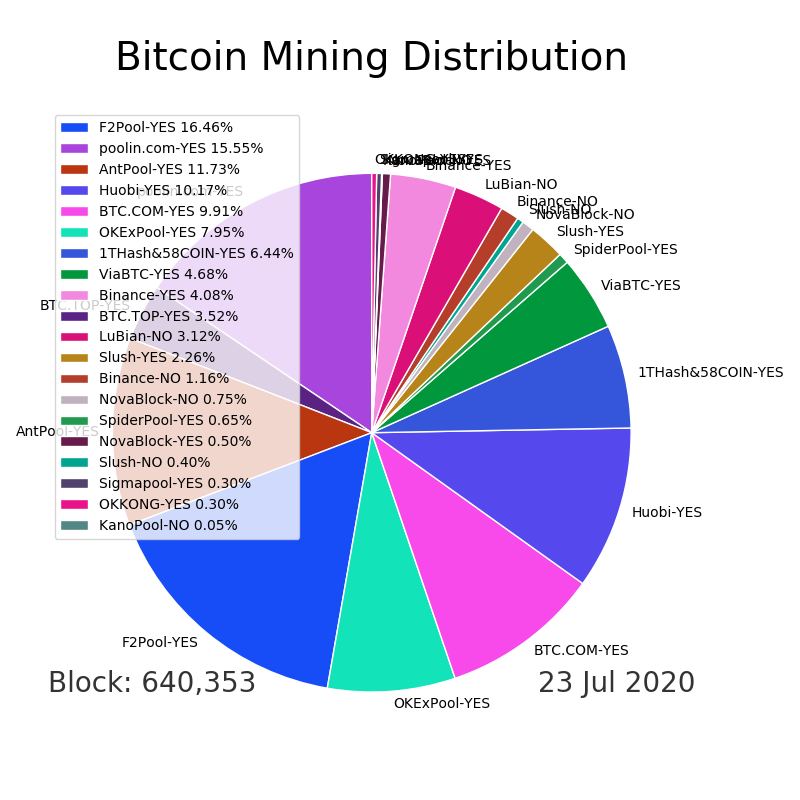 Bitcoin Mining Distribution
F2Pool-YES 16.46%
poolin.com-YES 15.55%
AntPool-YES 11.73%
Huobi-YES 10.17%
BTC.COM-YES 9.91%
OKExPool-YES 7.95%
1THash&58COIN-YES 6.44%
ViaBTC-YES 4.68%
Binance-YES 4.08%
BTC.TOP-YES 3.52%
LuBian-NO 3.12%
Slush-YES 2.26%
Binance-NO 1.16%
NovaBlock-NO 0.75%
SpiderPool-YES 0.65%
NovaBlock-YES 0.50%
Slush-NO 0.40%
Sigmapool-YES 0.30%
OKKONG-YES 0.30%
KanoPool-NO 0.05%
Binance-YES
LuBian-NO
Binance-NO
Slush-NO
NovaBlock-NO
Slush-YES
SpiderPool-YES
ViaBTC-YES
1THash&58COIN-YES
Huobi-YES
BTC.COM-YES
OKExPool-YES
F2Pool-YES
AntPool-YES
BTC.TOP-YES
Block: 640,353
23 Jul 2020